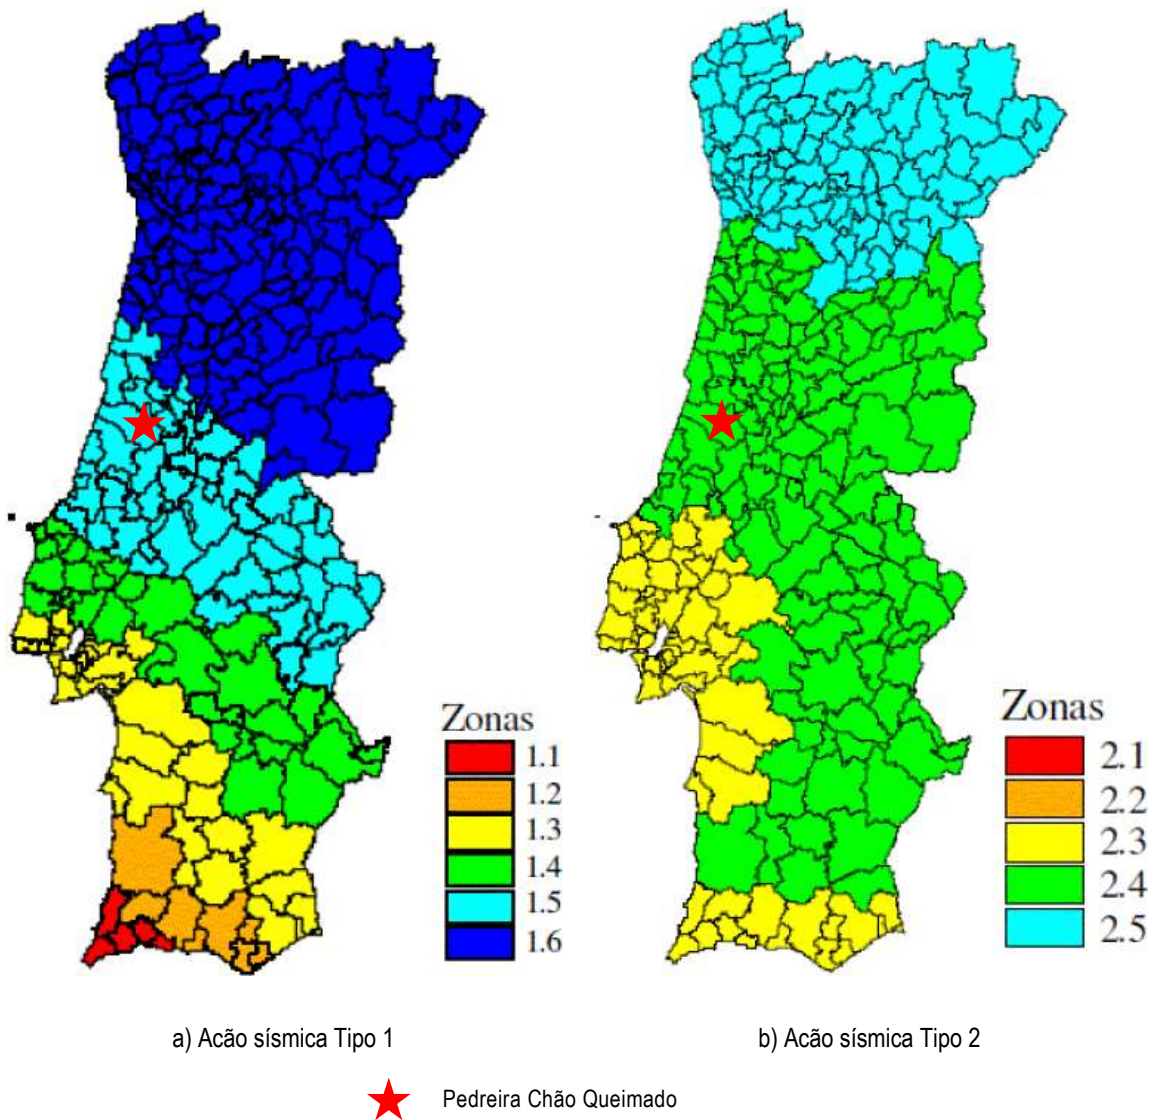 Zonas
1.1
1.2
1.3
1.4
1.5
1.6
Zonas
2.1
2.2
2.3
2.4
2.5
a) Acão sísmica Tipo 1
b) Acão sísmica Tipo 2
Pedreira Chão Queimado